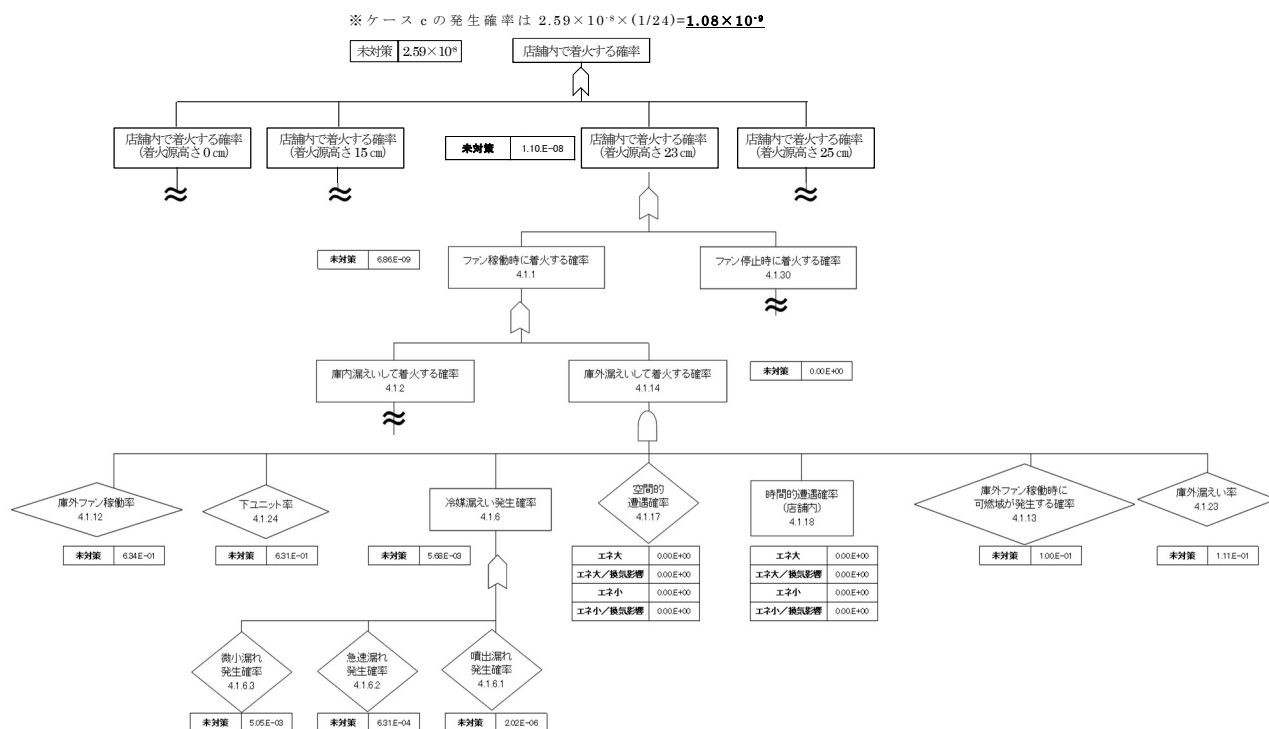 ※ケース c の発生確率は 2.59×10⁻⁸×(1/24)=1.08×10⁻⁹
未対策 2.59×10⁸
店舗内で着火する確率
店舗内で着火する確率
(着火源高さ0㎝)
店舗内で着火する確率
(着火源高さ15㎝)
未対策 1.10.E-08
店舗内で着火する確率
(着火源高さ23㎝)
店舗内で着火する確率
(着火源高さ25㎝)
≈
≈
≈
未対策 6.86.E-09
ファン稼働時に着火する確率
4.1.1
ファン停止時に着火する確率
4.1.30
≈
庫内漏えいして着火する確率
4.1.2
庫外漏えいして着火する確率
4.1.14
未対策 0.00.E+00
≈
庫外ファン稼働率
4.1.12
未対策 6.34.E-01
下ユニット率
4.1.24
未対策 6.31.E-01
冷媒漏えい発生確率
4.1.6
未対策 5.68.E-03
空間的
遭遇確率
4.1.17
エネ大 0.00.E+00
エネ大／換気影響 0.00.E+00
エネ小 0.00.E+00
エネ小／換気影響 0.00.E+00
時間的遭遇確率
(店舗内)
4.1.18
エネ大 0.00.E+00
エネ大／換気影響 0.00.E+00
エネ小 0.00.E+00
エネ小／換気影響 0.00.E+00
庫外ファン稼働時に
可燃域が発生する確率
4.1.13
未対策 1.00.E-01
庫外漏えい率
4.1.23
未対策 1.11.E-01
微小漏れ
発生確率
4.1.6.3
未対策 5.05.E-03
急速漏れ
発生確率
4.1.6.2
未対策 6.31.E-04
噴出漏れ
発生確率
4.1.6.1
未対策 2.02.E-06